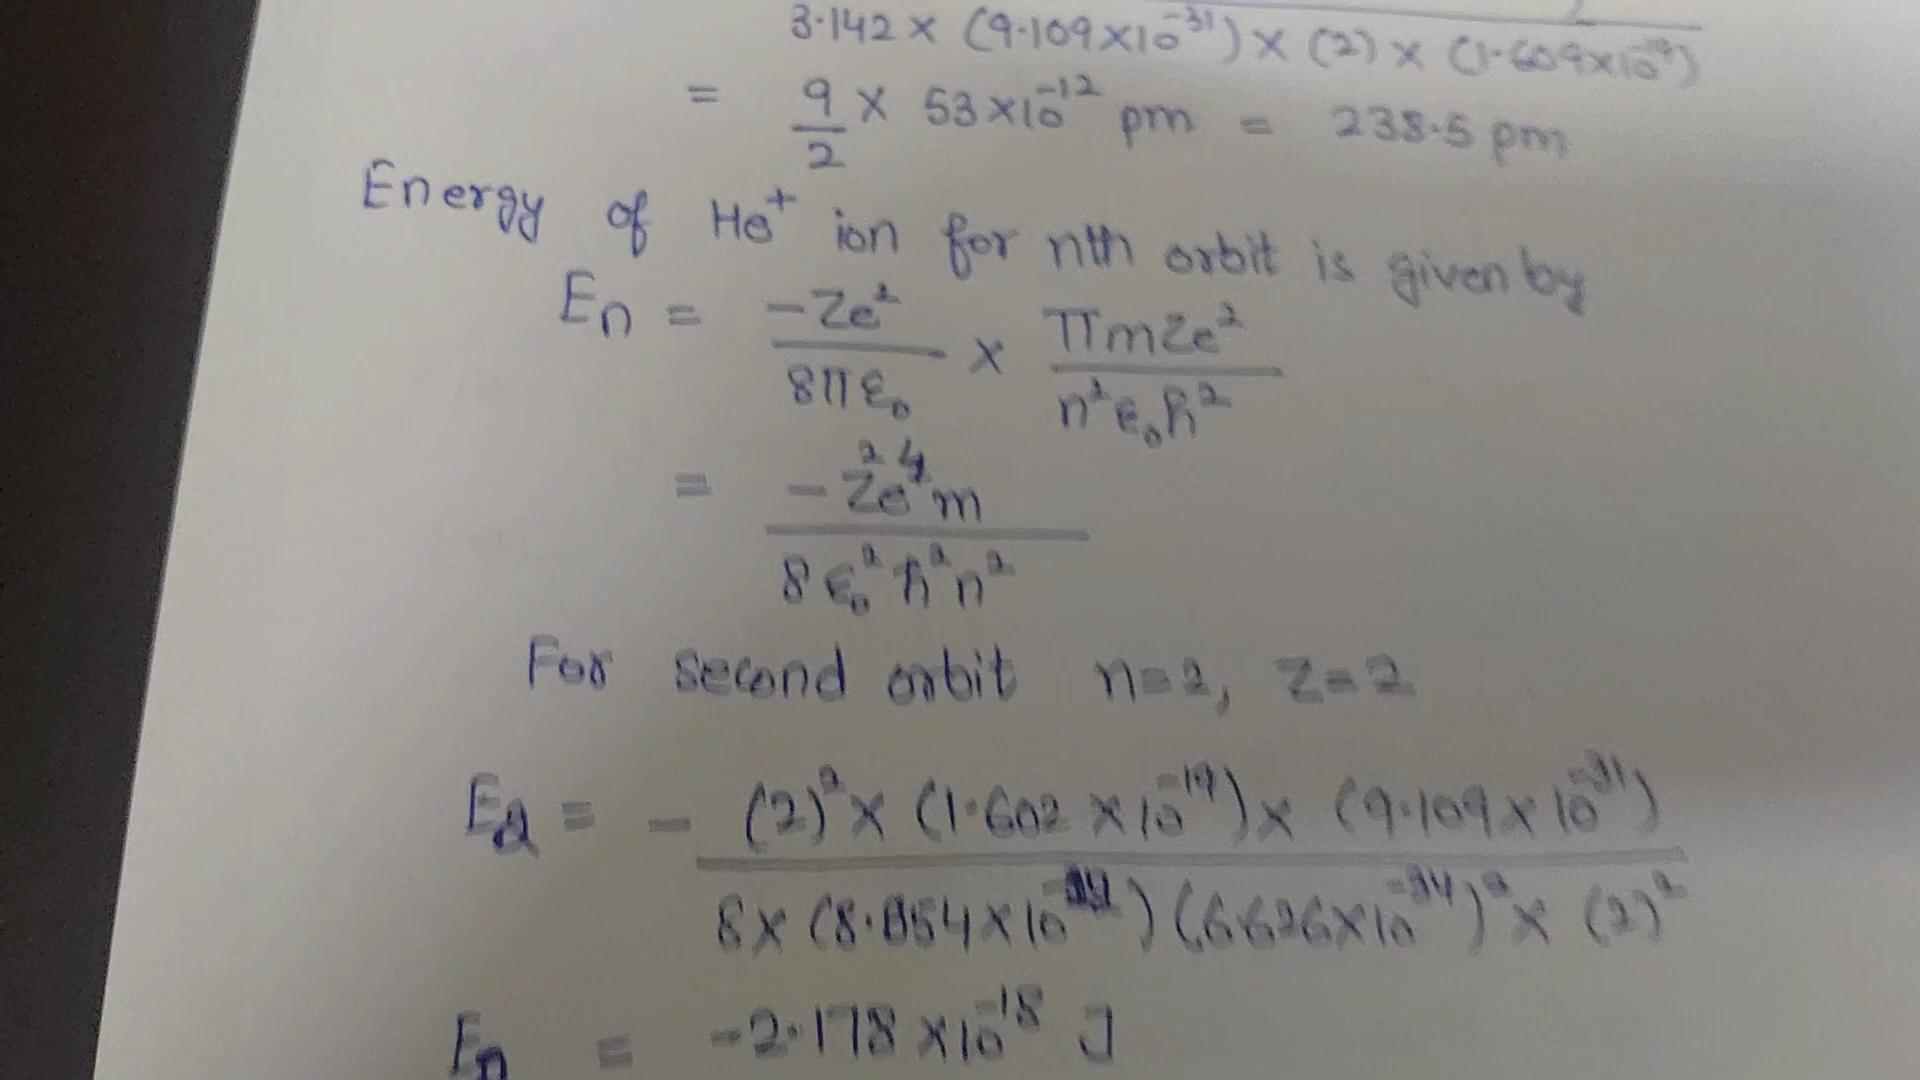 3.142 × (9.109×10⁻³¹) × (2) × (1.609×10⁻¹⁹)
= 9/2 × 53×10⁻¹² pm = 238.5 pm
Energy of He⁺ ion for nth orbit is given by
Eₙ = -Ze²/8πε₀ × πmZe²/n²ε₀h²
= -Z²e⁴m/8ε₀²h²n²
For second orbit n=2, Z=2
E₂ = - (2)²× (1.602 ×10⁻¹⁹)× (9.109× 10⁻³¹)/8× (8.854×10) (6.626×10⁻³⁴)²× (2)²
Eₙ = -2.178 ×10⁻¹⁸ J